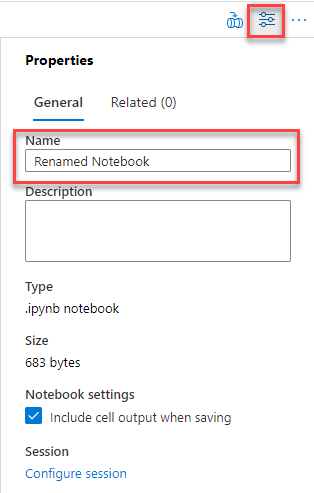 Properties
General Related (0)
Name
Renamed Notebook
Description
Type
.ipynb notebook
Size
683 bytes
Notebook settings
Include cell output when saving
Session
Configure session